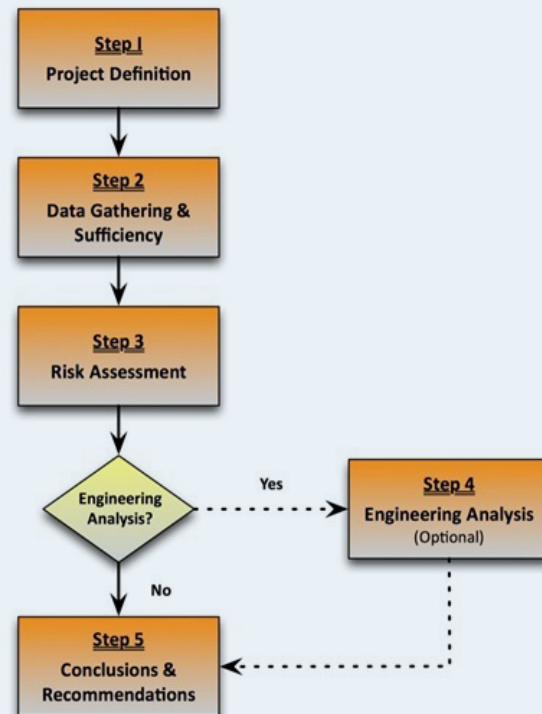 Step I
Project Definition
Step 2
Data Gathering &
Sufficiency
Step 3
Risk Assessment
Engineering
Analysis?
Yes
Step 4
Engineering Analysis
(Optional)
No
Step 5
Conclusions &
Recommendations